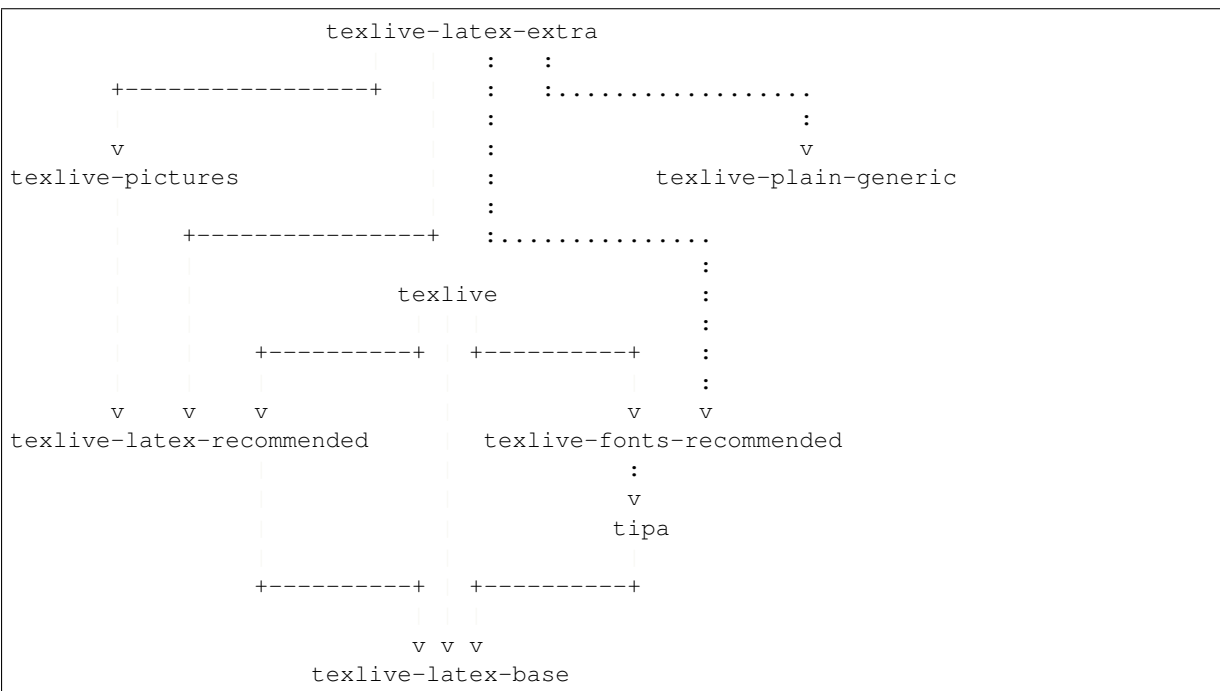 texlive-latex-extra
texlive-pictures texlive-plain-generic
texlive
texlive-latex-recommended texlive-fonts-recommended
tipa
texlive-latex-base